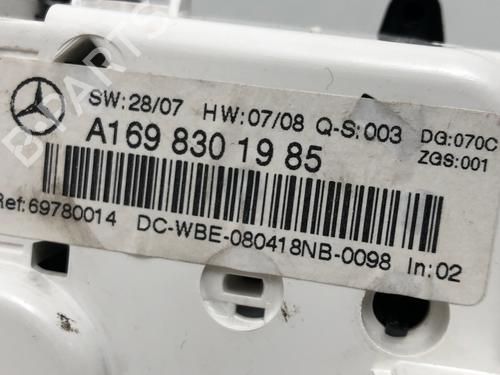 B-PARTS
SW:28/07 HW:07/08 Q-S:003 DG:070C
ZGS:001
A169 830 19 85
Ref:69780014 DC-WBE-080418NB-0098 In:02